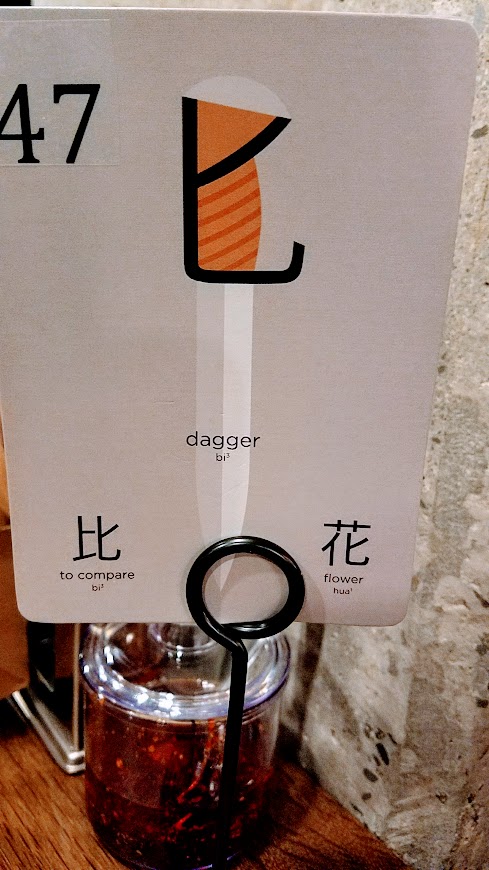 47
匕
dagger
bi³
比
to compare
bi³
花
flower
hua¹